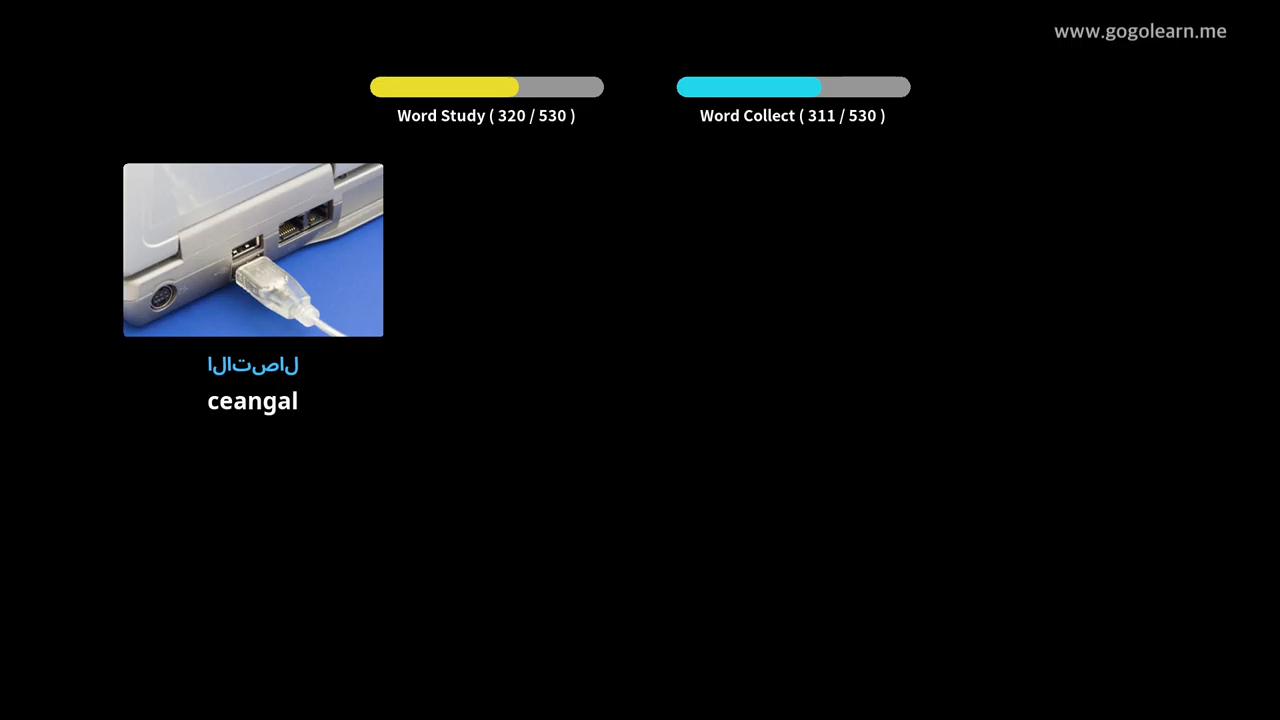 www.gogolearn.me
Word Study ( 320 / 530 )
Word Collect ( 311 / 530 )
الاتصال
ceangal